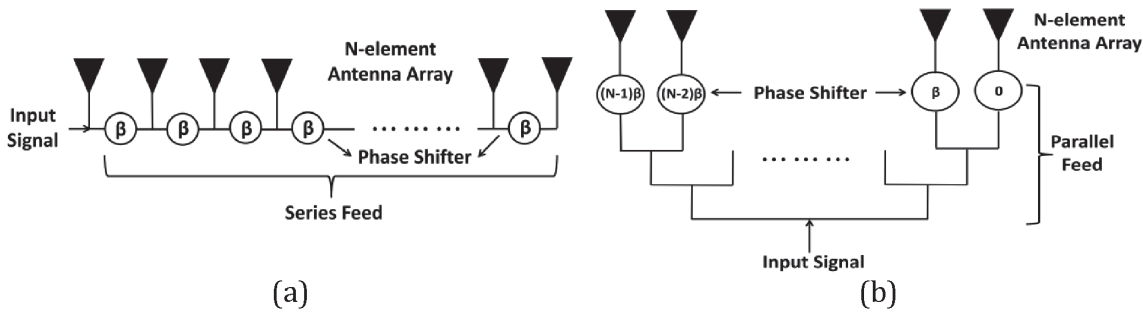 N-element
Antenna Array
Input
Signal
β β β β ... ... ... β
Phase Shifter
Series Feed
(a)
N-element
Antenna Array
(N-1)β (N-2)β Phase Shifter β 0
... ... ...
Parallel
Feed
Input Signal
(b)